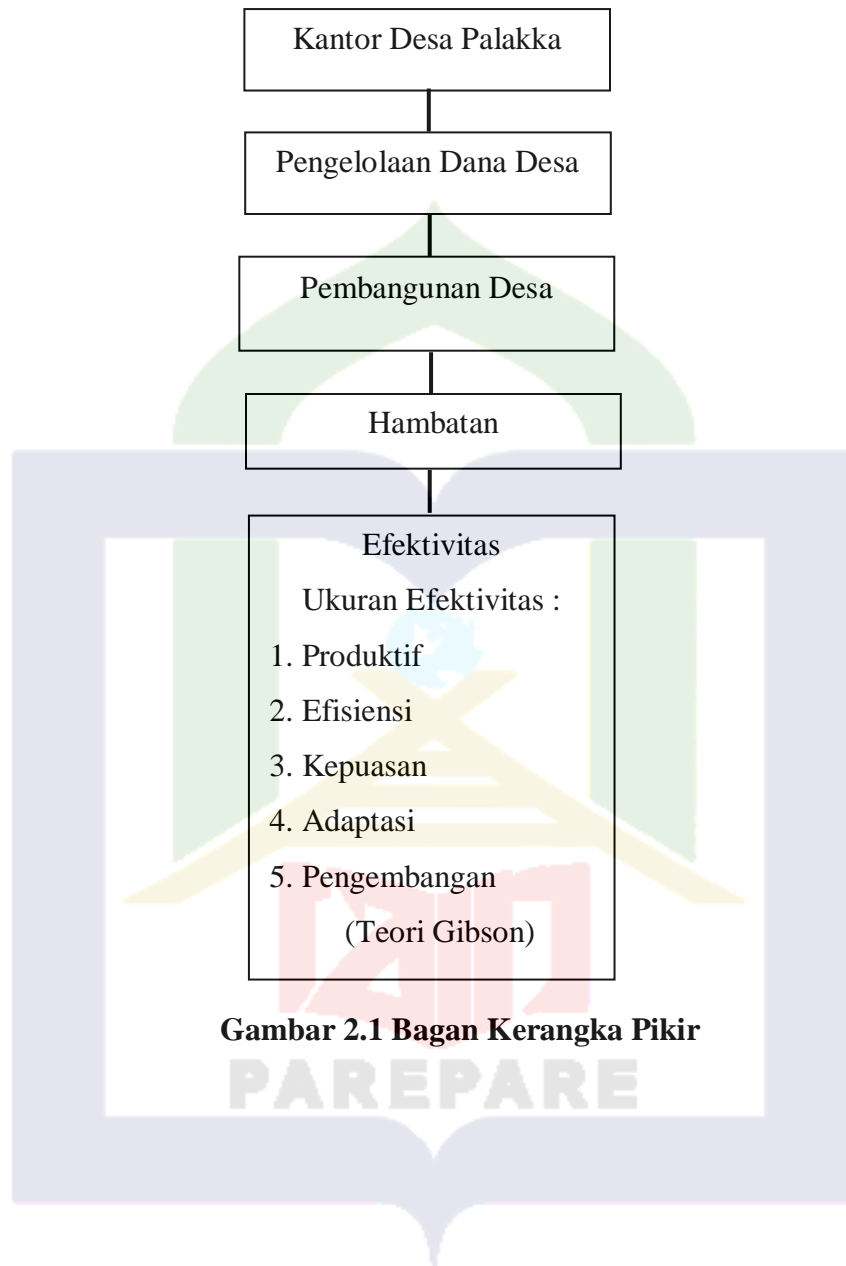 Kantor Desa Palakka
Pengelolaan Dana Desa
Pembangunan Desa
Hambatan
Efektivitas
Ukuran Efektivitas :
1. Produktif
2. Efisiensi
3. Kepuasan
4. Adaptasi
5. Pengembangan
(Teori Gibson)
Gambar 2.1 Bagan Kerangka Pikir
PAREPARE